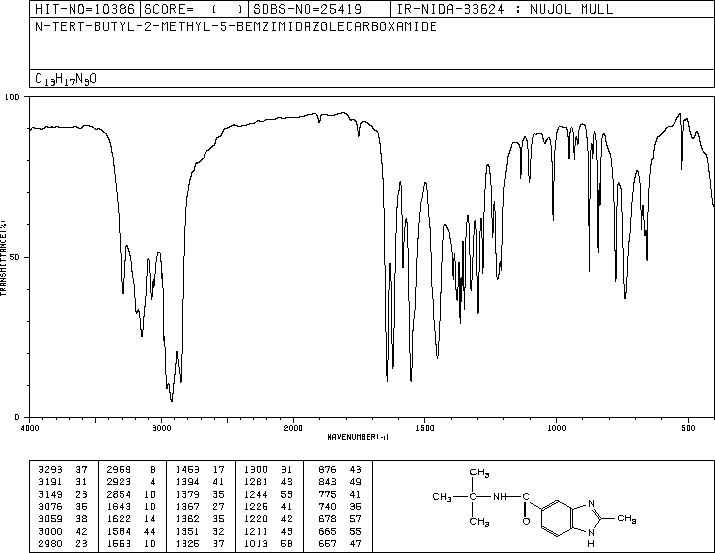 HIT-NO=10386 SCORE= ( ) SDBS-NO=25419 IR-NIDA-33624 : NUJOL MULL
N-TERT-BUTYL-2-METHYL-5-BEMZIMIDAZOLECARBOXAMIDE
C13H17N3O
100
50
0
TRANSMITTANCE(%)
4000 3000 2000 1500 1000 500
WAVENUMBER(-1)
3293 37 2969 8 1463 17 1300 31 876 43
3191 31 2923 4 1394 41 1281 43 843 49
3149 23 2854 10 1379 35 1244 53 775 41
3076 35 1643 10 1367 27 1226 41 740 35
3059 38 1622 14 1362 35 1220 42 678 57
3000 42 1584 44 1351 32 1211 49 665 55
2980 23 1553 10 1325 37 1013 58 657 47
CH3
CH3 C NH C N
CH3 O CH3
N
H